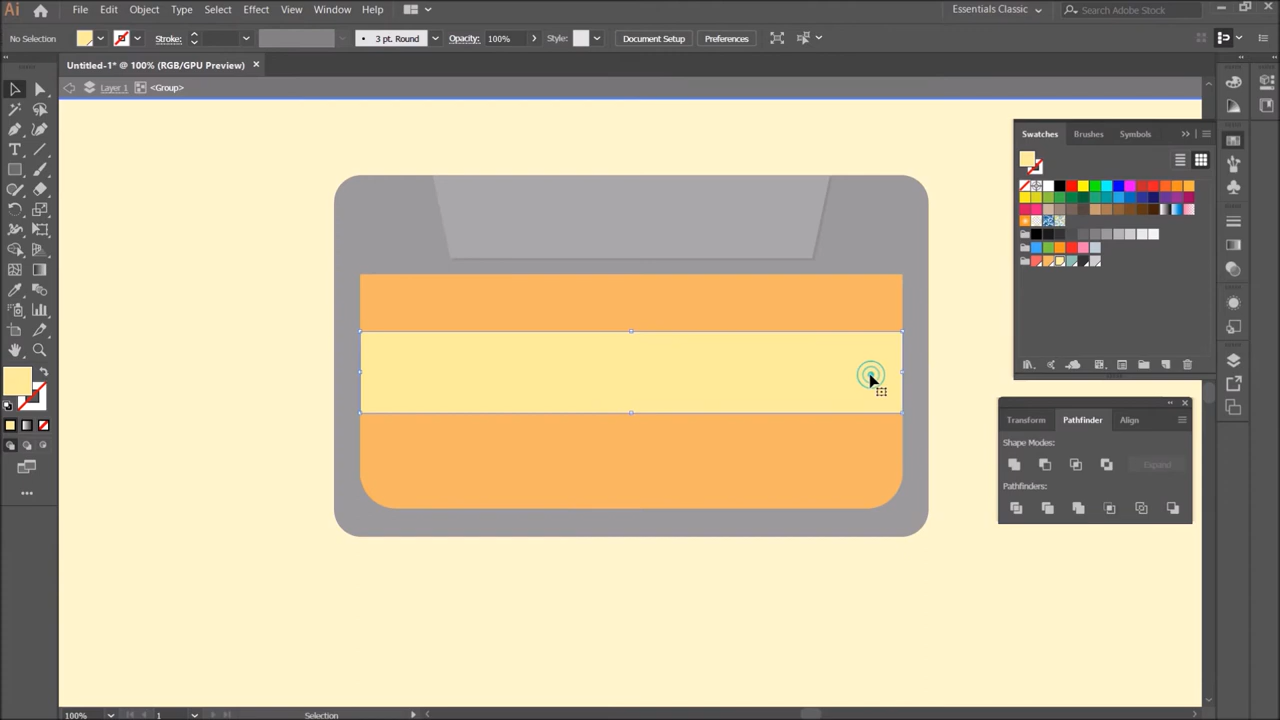 Ai File Edit Object Type Select Effect View Window Help Essentials Classic Search Adobe Stock
No Selection Stroke: 3 pt. Round Opacity: 100% Style: Document Setup Preferences
Untitled-1* @ 100% (RGB/GPU Preview)
Layer 1 <Group>
Swatches Brushes Symbols
Transform Pathfinder Align
Shape Modes:
Expand
Pathfinders:
100% 1 Selection